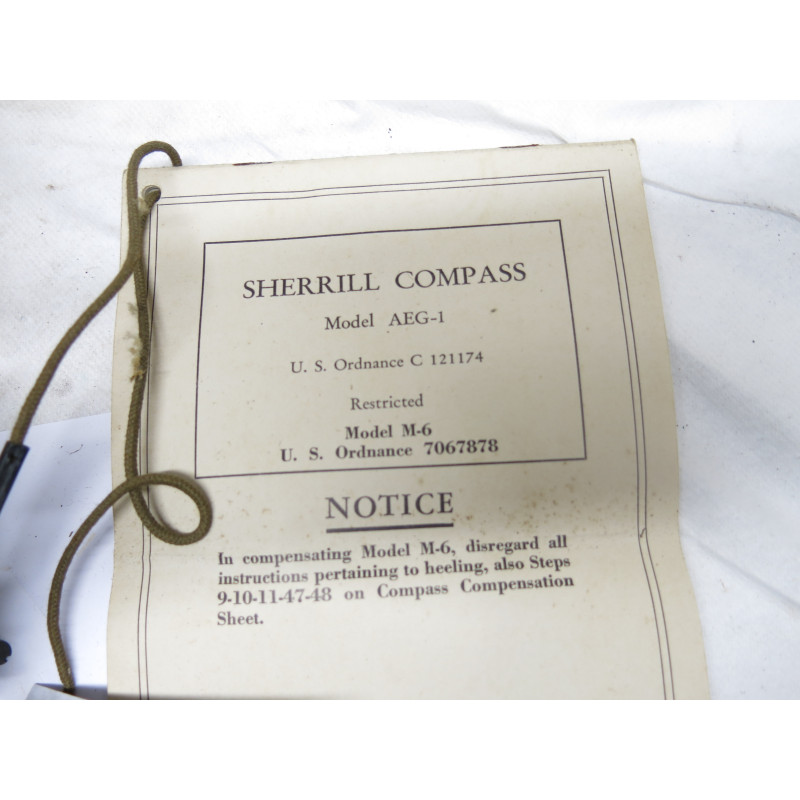 SHERRILL COMPASS
Model AEG-1
U. S. Ordnance C 121174
Restricted
Model M-6
U. S. Ordnance 7067878
NOTICE
In compensating Model M-6, disregard all
instructions pertaining to heeling, also Steps
9-10-11-47-48 on Compass Compensation
Sheet.